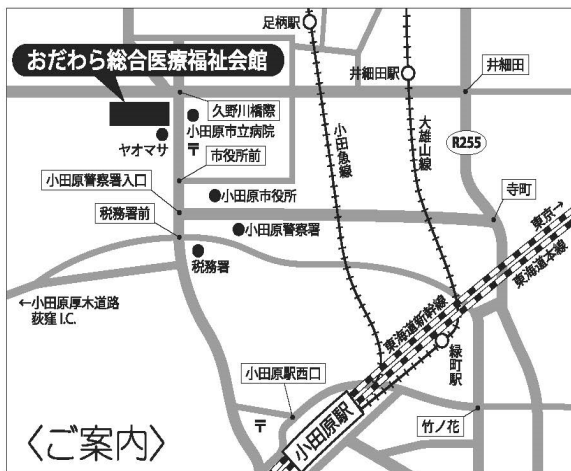 足柄駅
おだわら総合医療福祉会館
井細田駅
井細田
久野川橋際
小田原市立病院
ヤオマサ
〒
市役所前
小田急線
大雄山線
R255
小田原警察署入口
小田原市役所
寺町
税務署前
小田原警察署
税務署
東京→
東海道本線
←小田原厚木道路
荻窪 I.C.
東海道新幹線
緑町駅
小田原駅西口
〒
小田原駅
竹ノ花
〈ご案内〉